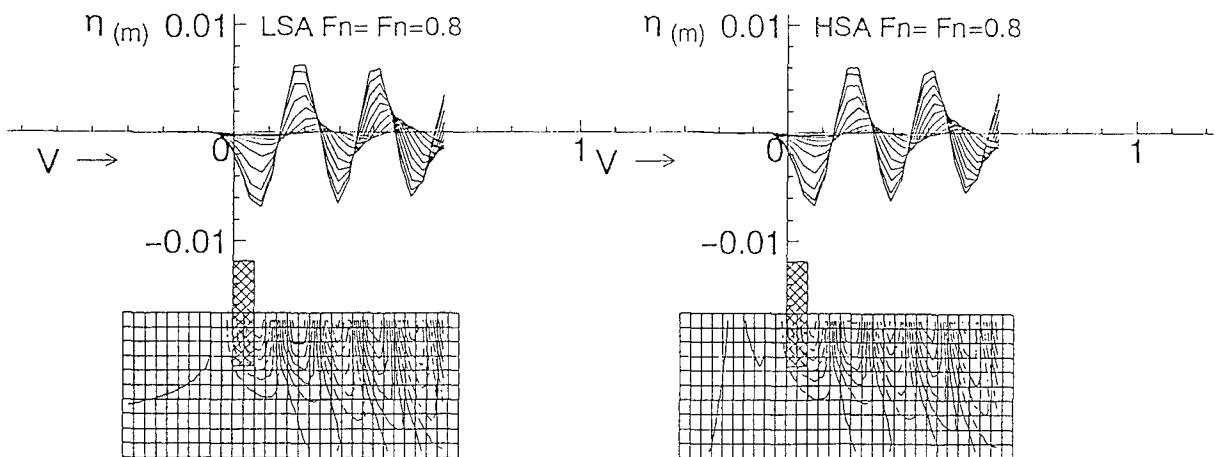 η (m) 0.01 LSA Fn= Fn=0.8
V → 0 1
−0.01
η (m) 0.01 HSA Fn= Fn=0.8
V → 0 1
−0.01